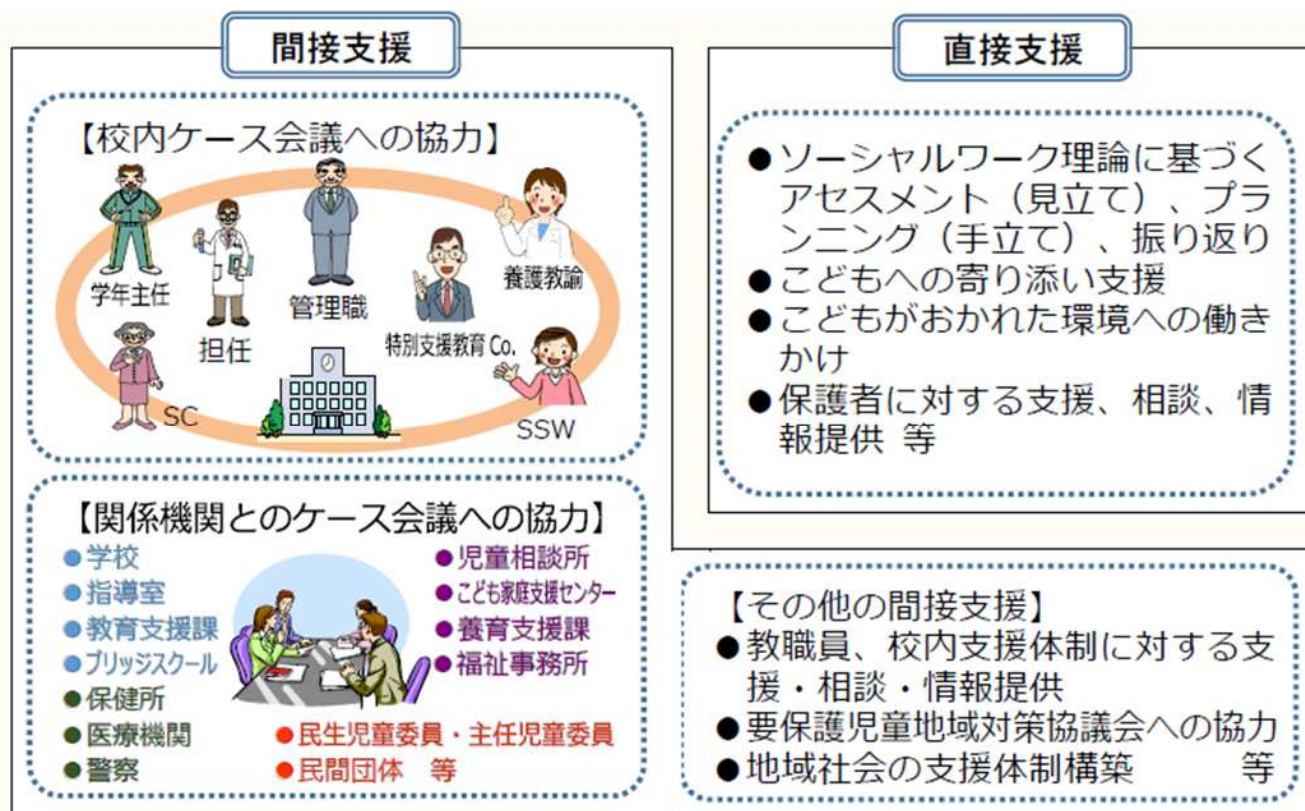 間接支援
【校内ケース会議への協力】
学年主任
担任
管理職
特別支援教育 Co.
養護教諭
SC
SSW
【関係機関とのケース会議への協力】
●学校
●指導室
●教育支援課
●ブリッジスクール
●保健所
●医療機関
●警察
●児童相談所
●こども家庭支援センター
●養育支援課
●福祉事務所
●民生児童委員・主任児童委員
●民間団体 等
直接支援
●ソーシャルワーク理論に基づく
アセスメント（見立て）、プラ
ンニング（手立て）、振り返り
●こどもへの寄り添い支援
●こどもがおかれた環境への働き
かけ
●保護者に対する支援、相談、情
報提供 等
【その他の間接支援】
●教職員、校内支援体制に対する支
援・相談・情報提供
●要保護児童地域対策協議会への協力
●地域社会の支援体制構築 等